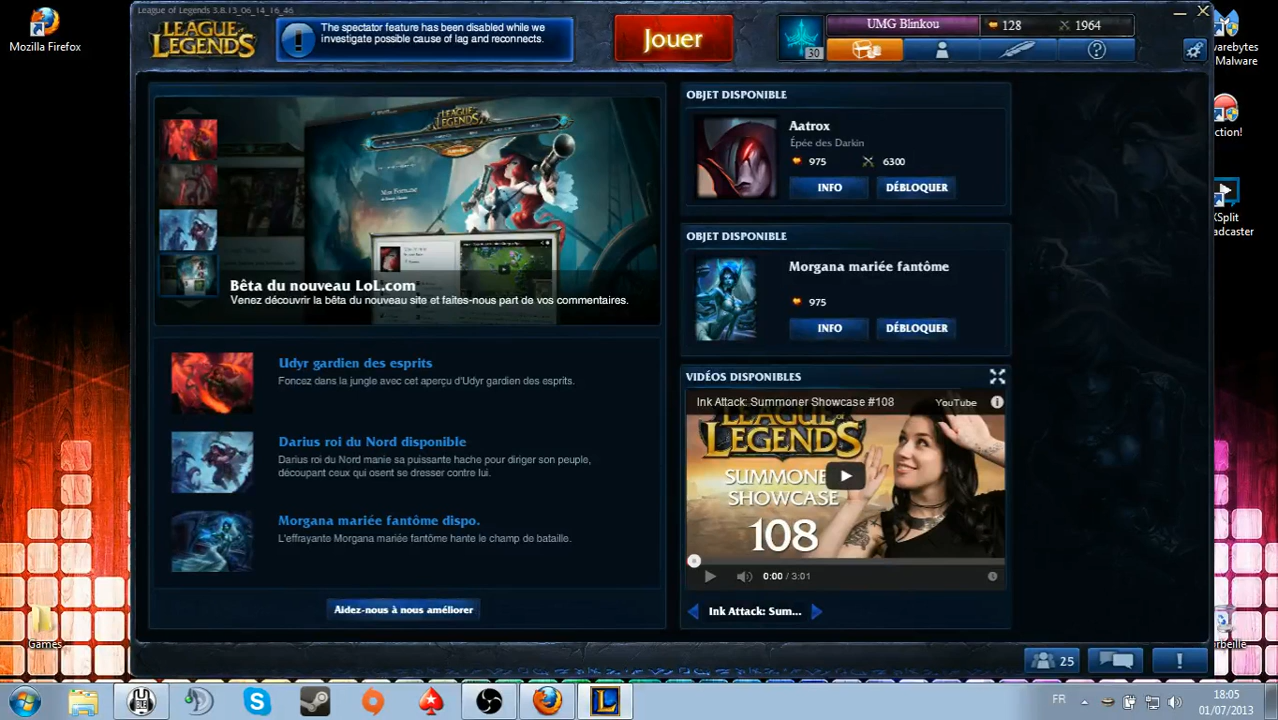 League of Legends 3.8.13_06_14_16_46
Mozilla Firefox
LEAGUE of LEGENDS
The spectator feature has been disabled while we
investigate possible cause of lag and reconnects.
Jouer
30
UMG Blinkou
128
1964
warebytes
Malware
ction!
XSplit
adcaster
LEAGUE of LEGENDS
Miss Fortune
Bêta du nouveau LoL.com
Venez découvrir la bêta du nouveau site et faites-nous part de vos commentaires.
Udyr gardien des esprits
Foncez dans la jungle avec cet aperçu d'Udyr gardien des esprits.
Darius roi du Nord disponible
Darius roi du Nord manie sa puissante hache pour diriger son peuple,
découpant ceux qui osent se dresser contre lui.
Morgana mariée fantôme dispo.
L'effrayante Morgana mariée fantôme hante le champ de bataille.
Aidez-nous à nous améliorer
OBJET DISPONIBLE
Aatrox
Épée des Darkin
975
6300
INFO
DÉBLOQUER
OBJET DISPONIBLE
Morgana mariée fantôme
975
INFO
DÉBLOQUER
VIDÉOS DISPONIBLES
Ink Attack: Summoner Showcase #108
YouTube
LEGENDS
SUMMONE
SHOWCASE
108
0:00 / 3:01
Ink Attack: Sum...
Games
orbeille
25
FR
18:05
01/07/2013